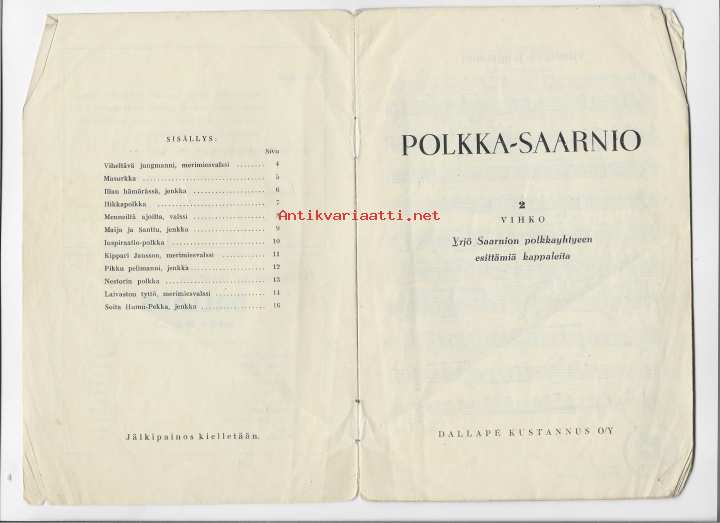 SISÄLLYS:
Sivu
Viheltävä jungmanni, merimiesvalssi ........ 4
Masurkka .................... 5
Illan hämärässä, jenkka .................... 6
Hikkapolkka .................... 7
Menneiltä ajoilta, valssi .................... 8
Maija ja Santtu, jenkka .................... 9
Inspiraatio-polkka .................... 10
Kippari Jansson, merimiesvalssi ............ 11
Pikku pelimanni, jenkka .................... 12
Nestorin polkka .................... 13
Laivaston tyttö, merimiesvalssi ............ 14
Soita Humu-Pekka, jenkka .................... 16
Jälkipainos kielletään.
POLKKA-SAARNIO
2
VIHKO
Yrjö Saarnion polkkayhtyeen
esittämiä kappaleita
DALLAPÉ KUSTANNUS O/Y
Antikvariaatti.net